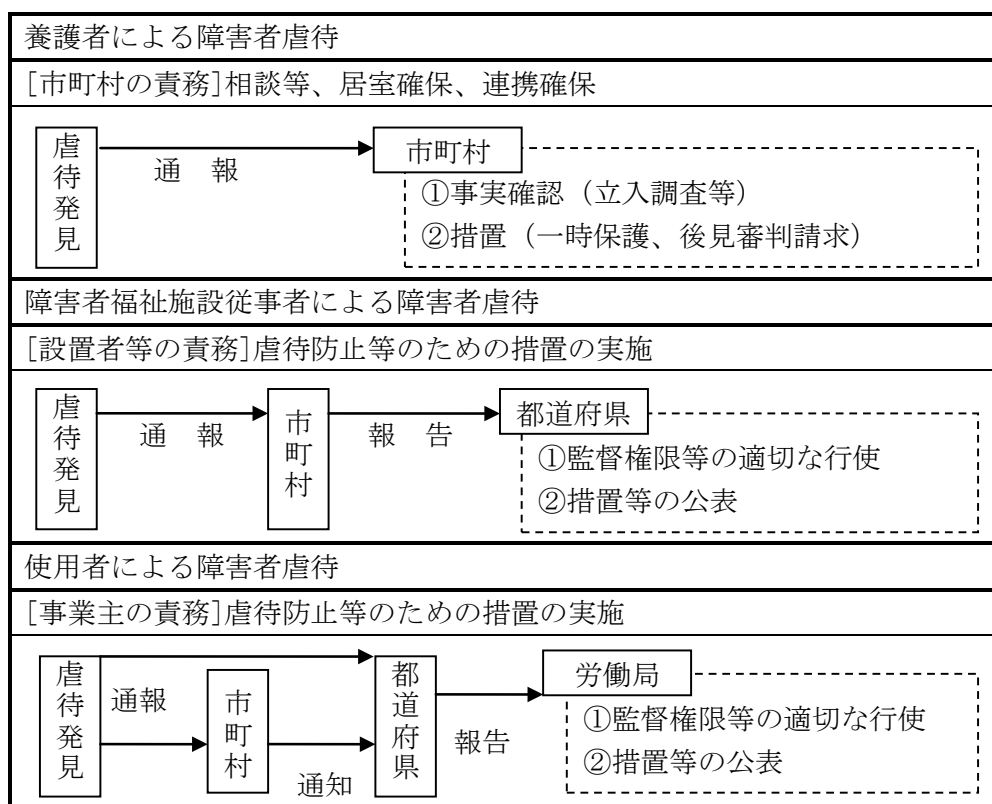 養護者による障害者虐待
[市町村の責務]相談等、居室確保、連携確保
虐待発見
通 報
市町村
①事実確認（立入調査等）
②措置（一時保護、後見審判請求）
障害者福祉施設従事者による障害者虐待
[設置者等の責務]虐待防止等のための措置の実施
虐待発見
通 報
市町村
報 告
都道府県
①監督権限等の適切な行使
②措置等の公表
使用者による障害者虐待
[事業主の責務]虐待防止等のための措置の実施
虐待発見
通報
市町村
通知
都道府県
報告
労働局
①監督権限等の適切な行使
②措置等の公表